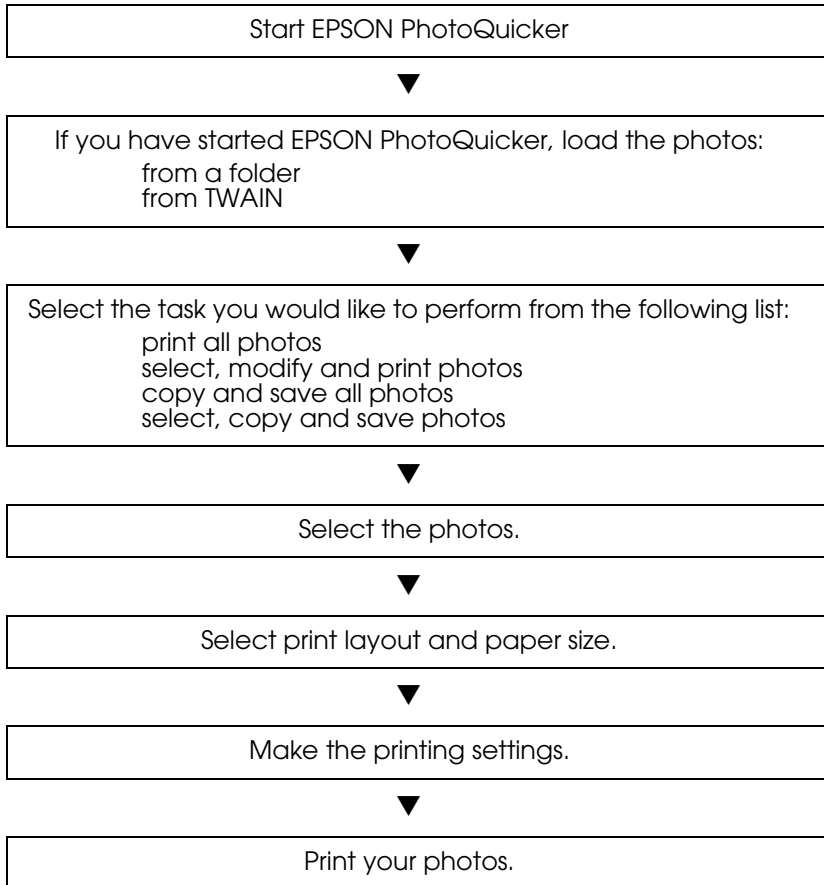 Start EPSON PhotoQuicker
If you have started EPSON PhotoQuicker, load the photos:
from a folder
from TWAIN
Select the task you would like to perform from the following list:
print all photos
select, modify and print photos
copy and save all photos
select, copy and save photos
Select the photos.
Select print layout and paper size.
Make the printing settings.
Print your photos.